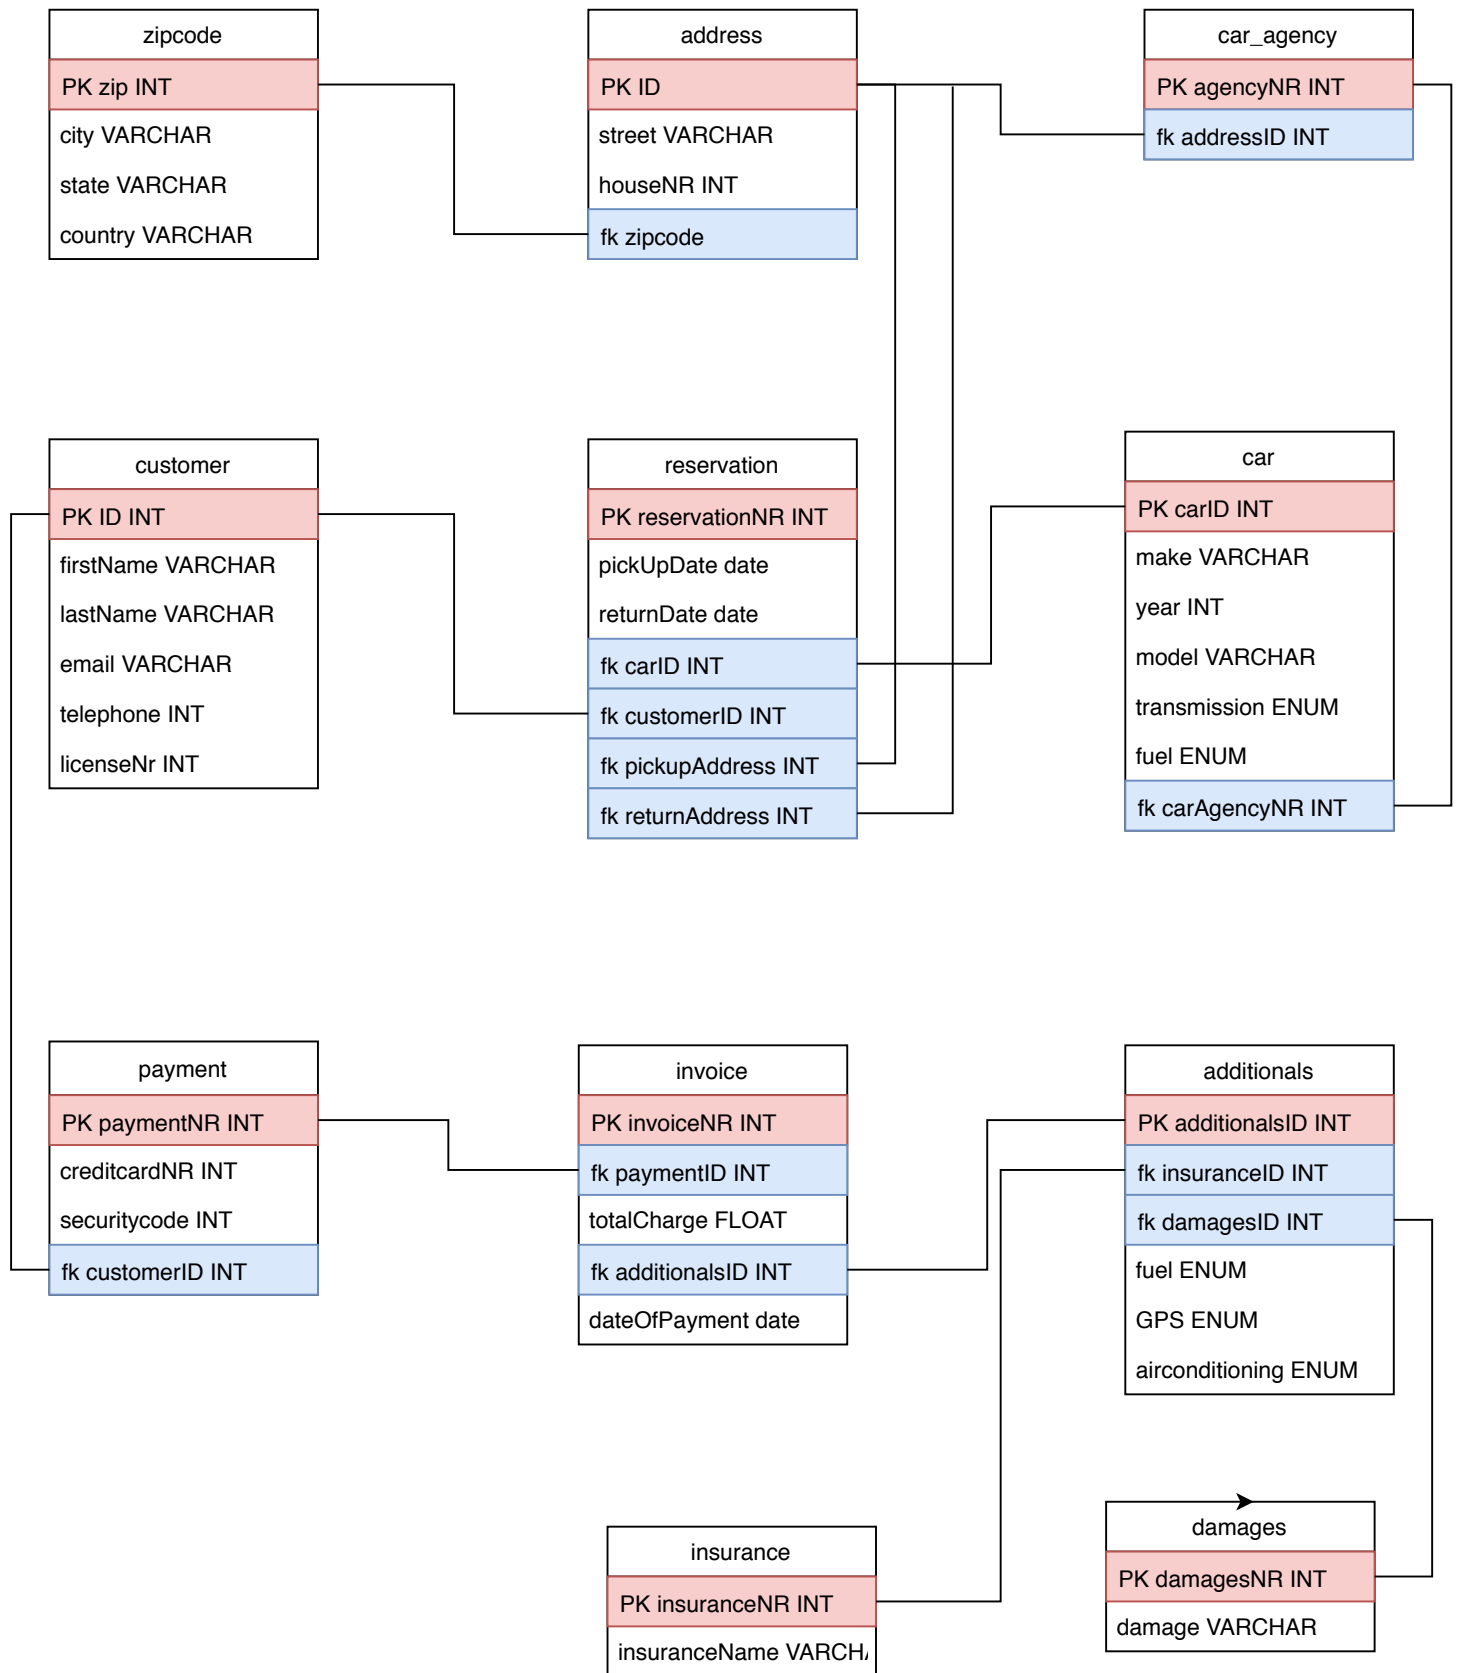 zipcode
PK zip INT
city VARCHAR
state VARCHAR
country VARCHAR
address
PK ID
street VARCHAR
houseNR INT
fk zipcode
car_agency
PK agencyNR INT
fk addressID INT
customer
PK ID INT
firstName VARCHAR
lastName VARCHAR
email VARCHAR
telephone INT
licenseNr INT
reservation
PK reservationNR INT
pickUpDate date
returnDate date
fk carID INT
fk customerID INT
fk pickupAddress INT
fk returnAddress INT
car
PK carID INT
make VARCHAR
year INT
model VARCHAR
transmission ENUM
fuel ENUM
fk carAgencyNR INT
payment
PK paymentNR INT
creditcardNR INT
securitycode INT
fk customerID INT
invoice
PK invoiceNR INT
fk paymentID INT
totalCharge FLOAT
fk additionalsID INT
dateOfPayment date
additionals
PK additionalsID INT
fk insuranceID INT
fk damagesID INT
fuel ENUM
GPS ENUM
airconditioning ENUM
insurance
PK insuranceNR INT
insuranceName VARCH
damages
PK damagesNR INT
damage VARCHAR